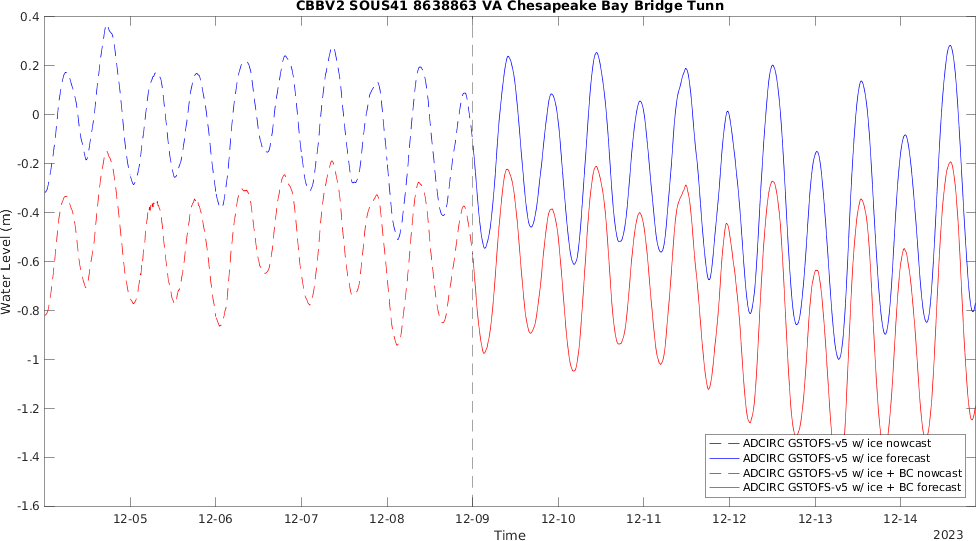 CBBV2 SOUS41 8638863 VA Chesapeake Bay Bridge Tunn
0.4
0.2
0
-0.2
-0.4
-0.6
-0.8
-1
-1.2
-1.4
-1.6
Water Level (m)
ADCIRC GSTOFS-v5 w/ ice nowcast
ADCIRC GSTOFS-v5 w/ ice forecast
ADCIRC GSTOFS-v5 w/ ice + BC nowcast
ADCIRC GSTOFS-v5 w/ ice + BC forecast
12-05 12-06 12-07 12-08 12-09 12-10 12-11 12-12 12-13 12-14
Time
2023